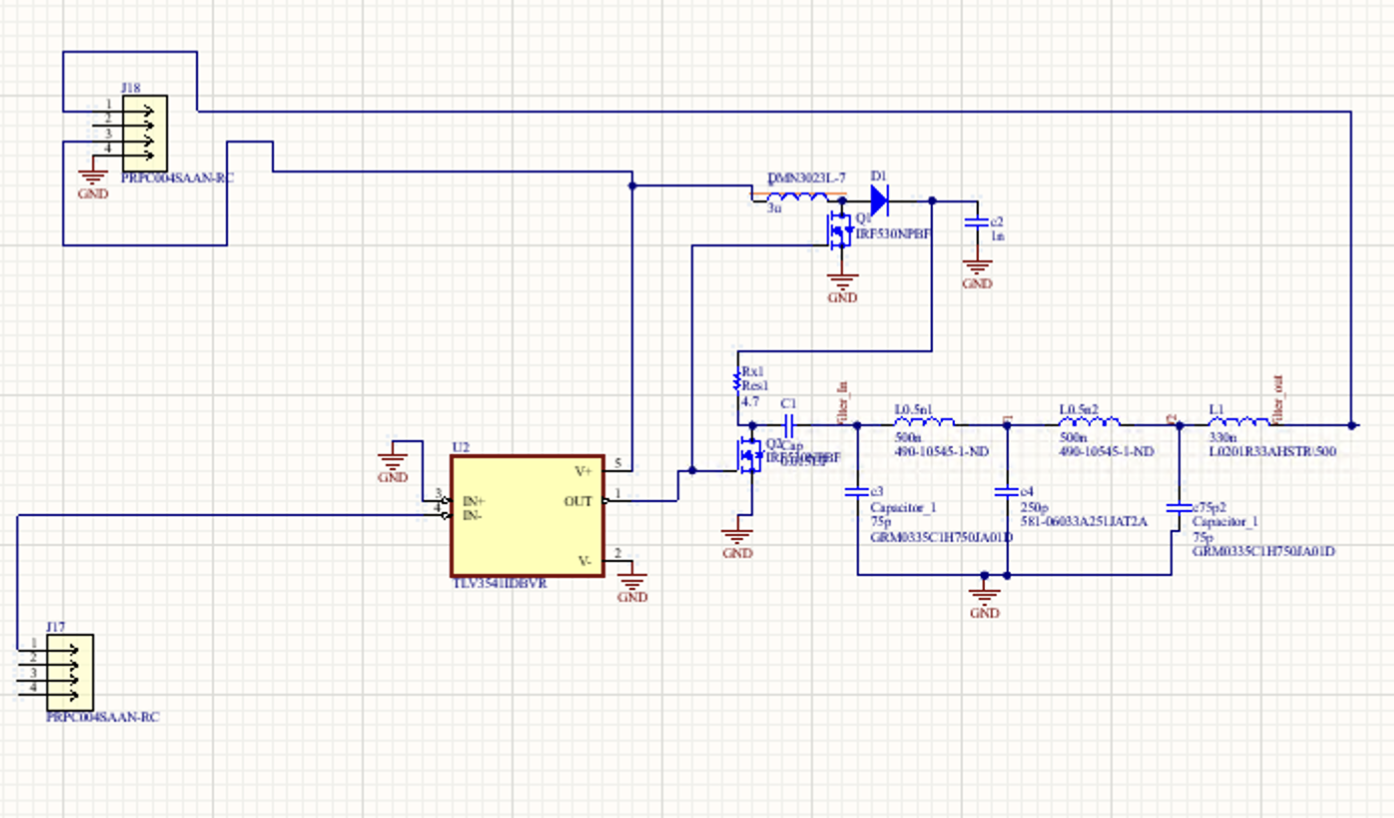 J18
1
2
3
4
GND
PRPC004SAAN-RC
DMN3023L-7
3u
D1
Q1
IRF530NPBF
c2
1n
GND
GND
Rx1
Res1
4.7
C1
Cap
Q2
L0.5n1
500n
490-10545-1-ND
L0.5n2
500n
490-10545-1-ND
L1
330n
L0201R33AHSTR\500
Filter_out
GND
U2
V+
5
3
IN+
4
IN-
OUT
1
V-
2
TLV3541IDBVR
GND
GND
c3
Capacitor_1
75p
GRM0335C1H750JA01D
c4
250p
581-06033A251JAT2A
c75p2
Capacitor_1
75p
GRM0335C1H750JA01D
GND
J17
1
2
3
4
PRPC004SAAN-RC